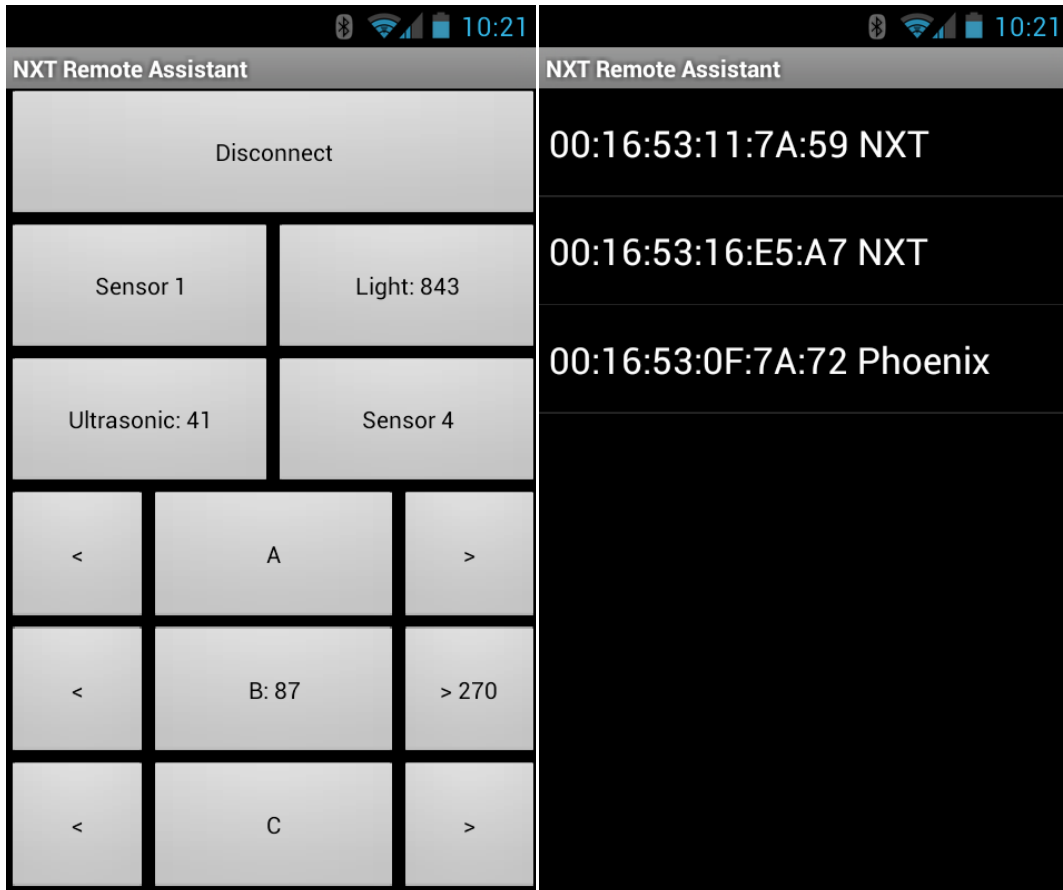 10:21
NXT Remote Assistant
Disconnect
Sensor 1 Light: 843
Ultrasonic: 41 Sensor 4
< A >
< B: 87 > 270
< C >
10:21
NXT Remote Assistant
00:16:53:11:7A:59 NXT
00:16:53:16:E5:A7 NXT
00:16:53:0F:7A:72 Phoenix